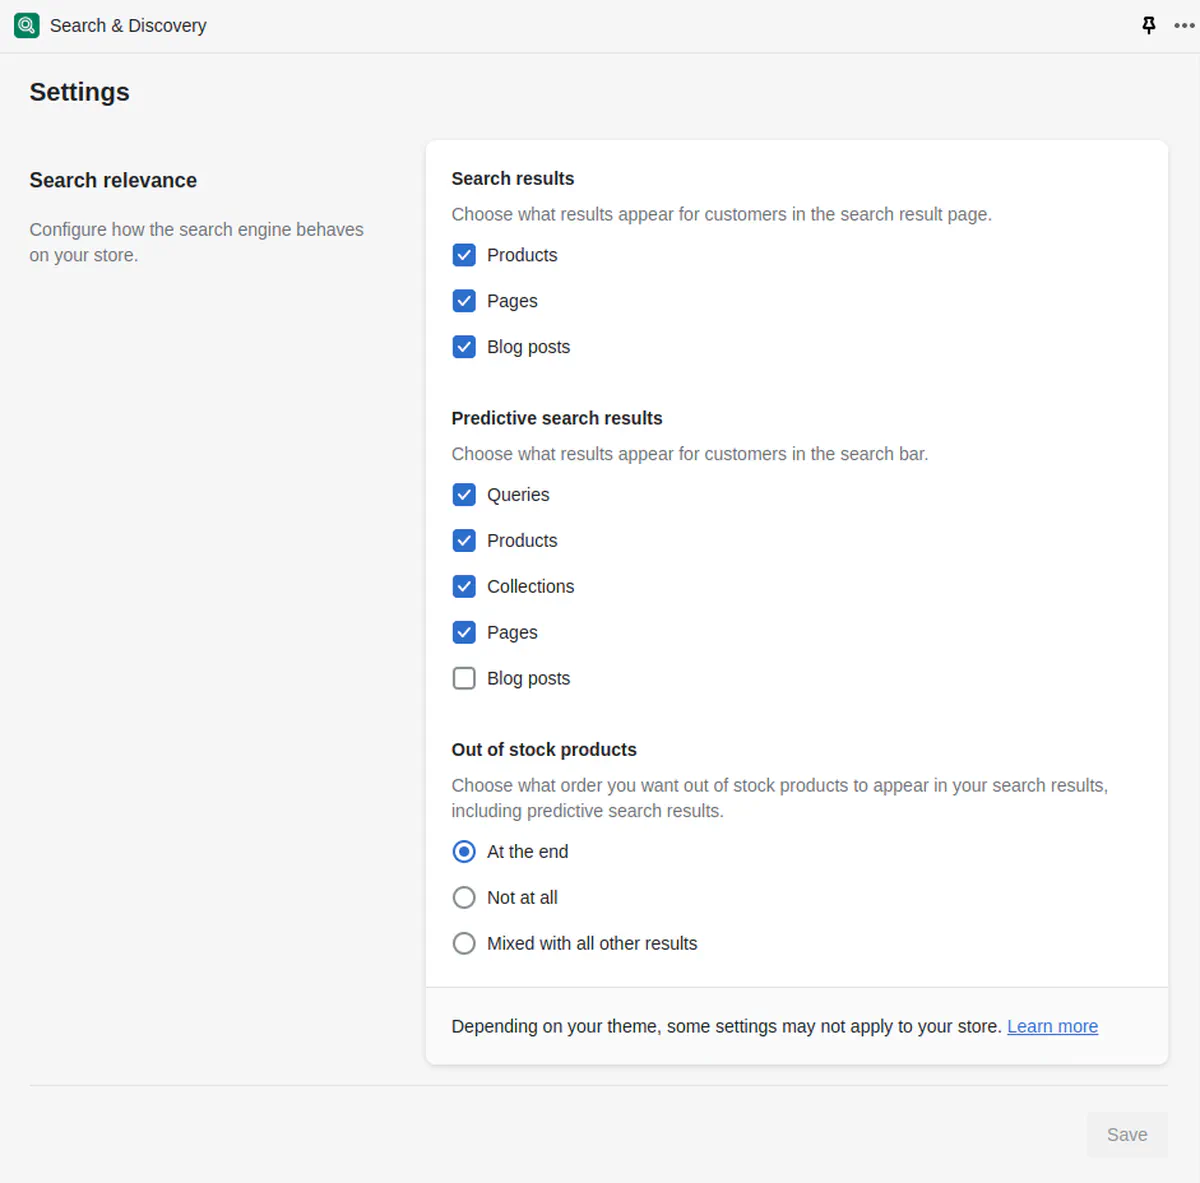 Search & Discovery
Settings
Search relevance
Configure how the search engine behaves
on your store.
Search results
Choose what results appear for customers in the search result page.
Products
Pages
Blog posts
Predictive search results
Choose what results appear for customers in the search bar.
Queries
Products
Collections
Pages
Blog posts
Out of stock products
Choose what order you want out of stock products to appear in your search results,
including predictive search results.
At the end
Not at all
Mixed with all other results
Depending on your theme, some settings may not apply to your store. Learn more
Save